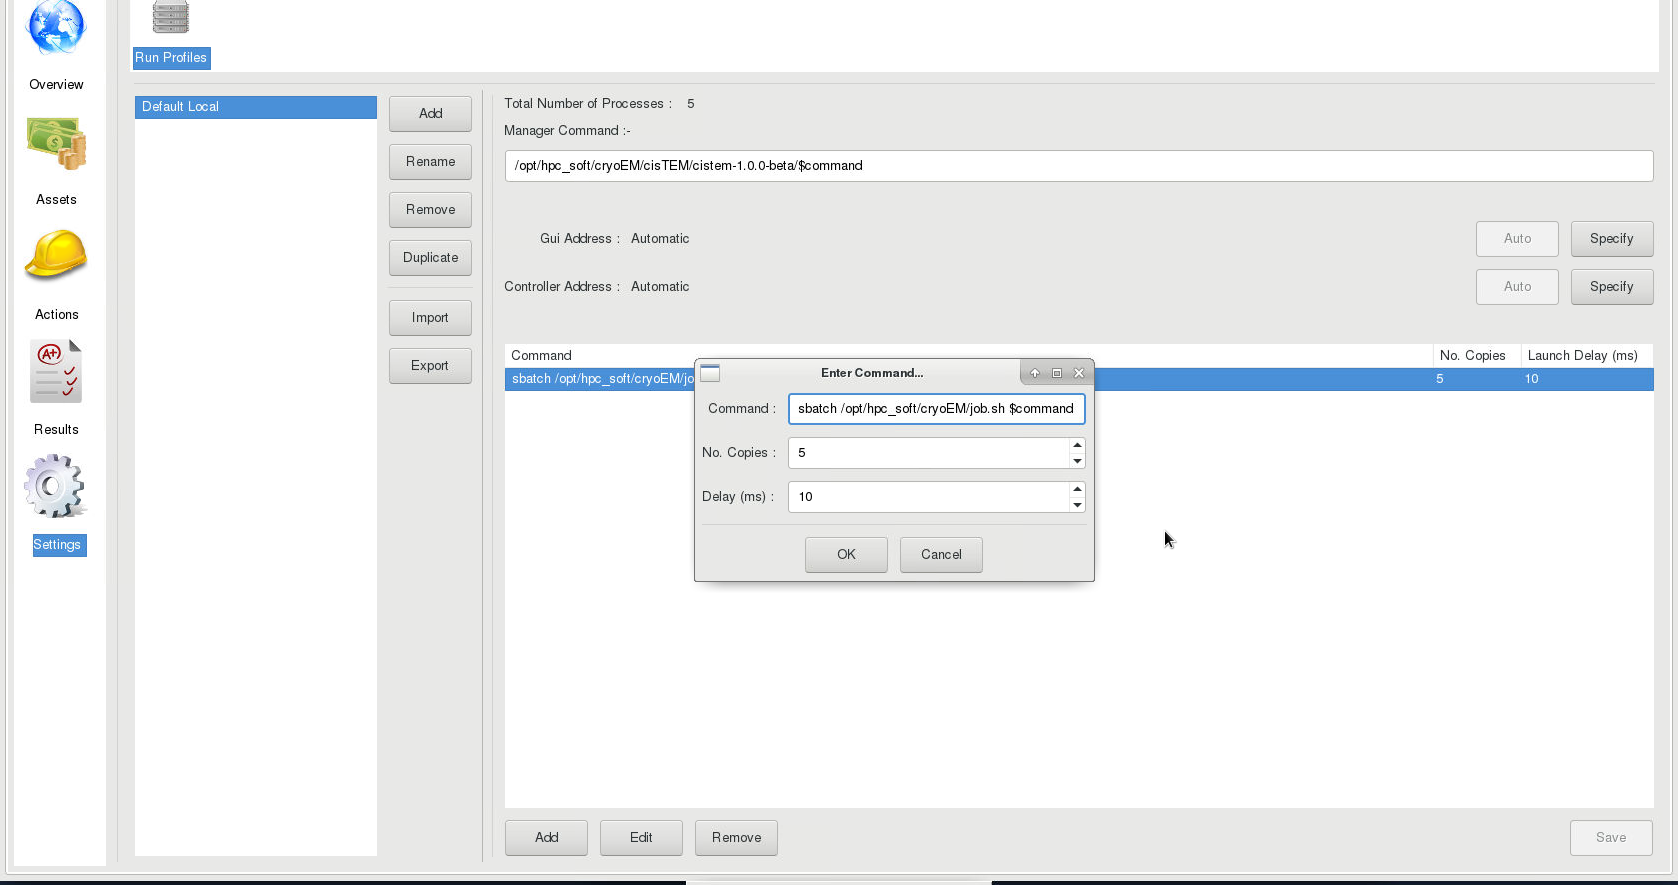 Run Profiles
Overview
Assets
Actions
A+
Results
Settings
Default Local
Add
Rename
Remove
Duplicate
Import
Export
Total Number of Processes : 5
Manager Command :-
/opt/hpc_soft/cryoEM/cisTEM/cistem-1.0.0-beta/$command
Gui Address : Automatic Auto Specify
Controller Address : Automatic Auto Specify
Command No. Copies Launch Delay (ms)
sbatch /opt/hpc_soft/cryoEM/jo 5 10
Enter Command...
Command : sbatch /opt/hpc_soft/cryoEM/job.sh $command
No. Copies : 5
Delay (ms) : 10
OK Cancel
Add Edit Remove Save